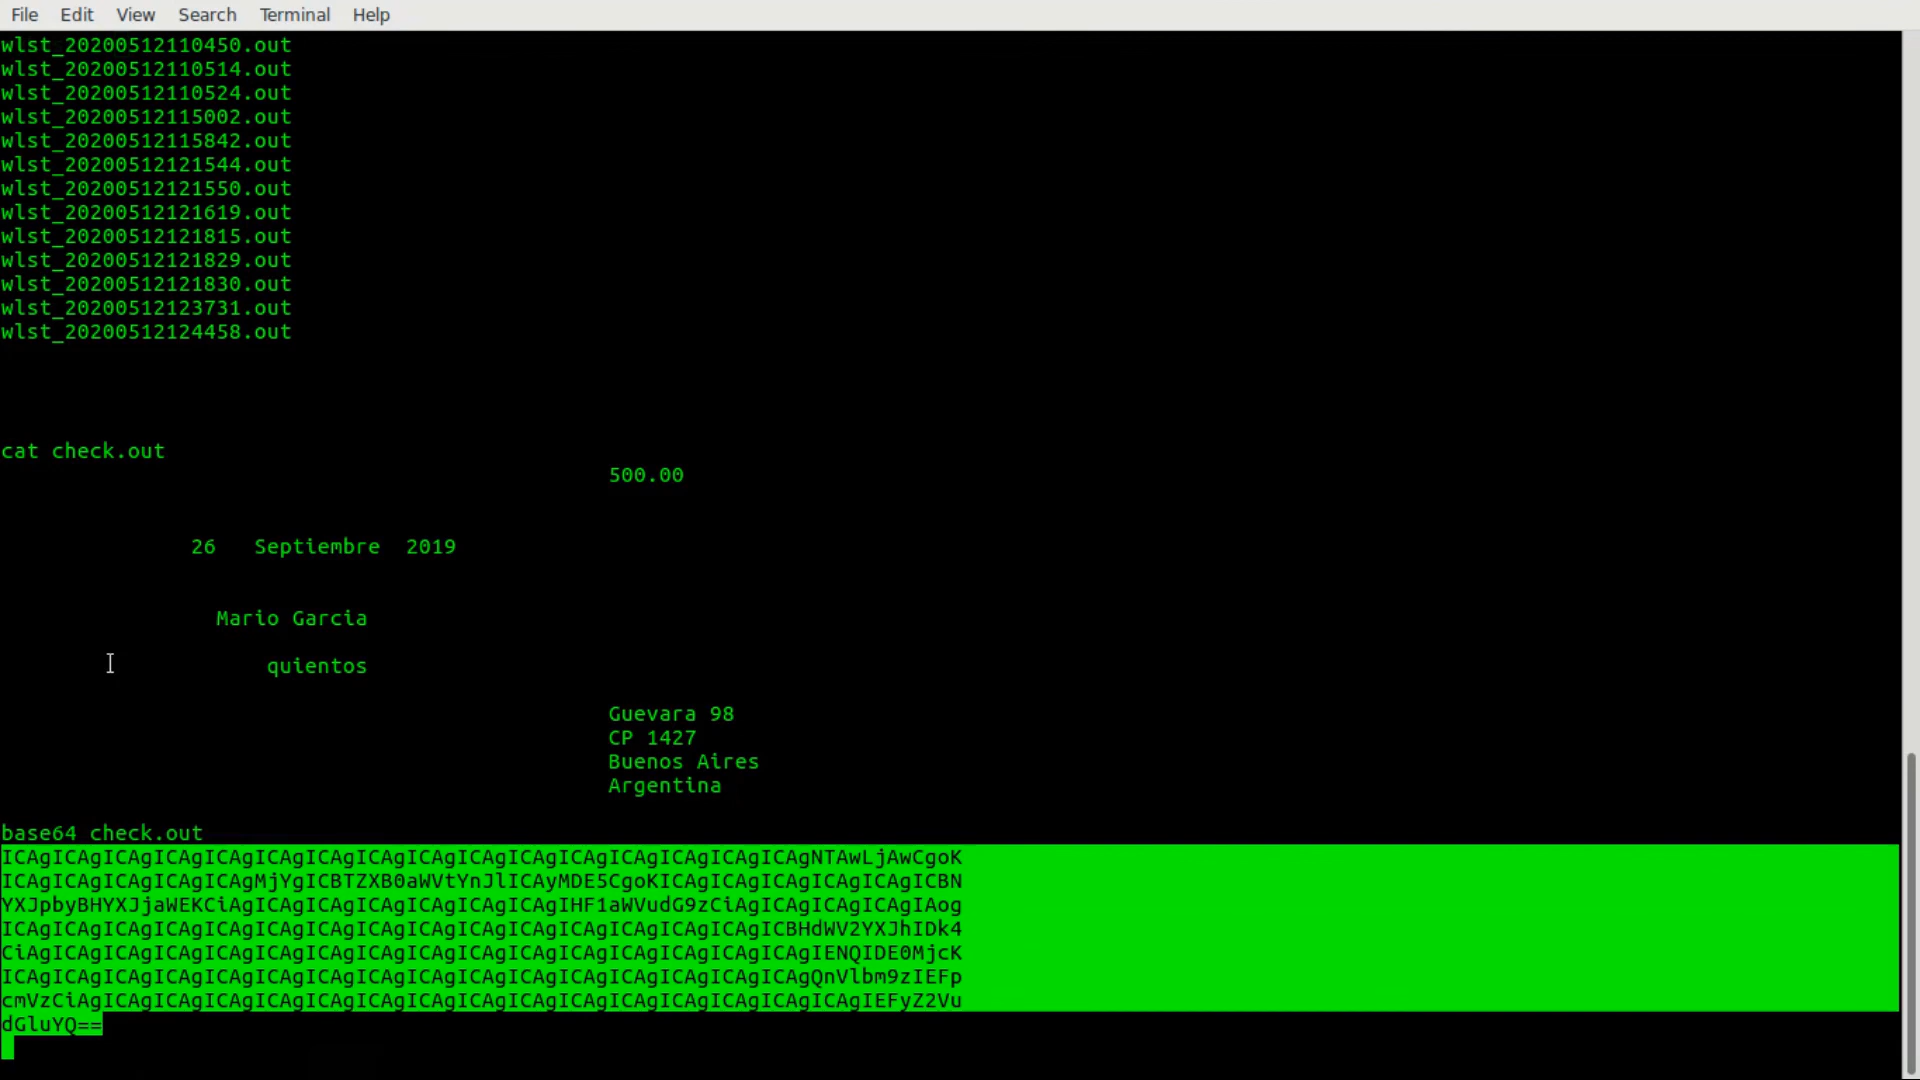 File Edit View Search Terminal Help
wlst_20200512110450.out
wlst_20200512110514.out
wlst_20200512110524.out
wlst_20200512115002.out
wlst_20200512115842.out
wlst_20200512121544.out
wlst_20200512121550.out
wlst_20200512121619.out
wlst_20200512121815.out
wlst_20200512121829.out
wlst_20200512121830.out
wlst_20200512123731.out
wlst_20200512124458.out
cat check.out
500.00
26 Septiembre 2019
Mario Garcia
quientos
Guevara 98
CP 1427
Buenos Aires
Argentina
base64 check.out
ICAgICAgICAgICAgICAgICAgICAgICAgICAgICAgICAgICAgICAgICAgICAgICAgNTAwLjAwCgoK
ICAgICAgICAgICAgICAgMjYgICBTZXB0aWVtYnJlICAyMDE5CgoKICAgICAgICAgICAgICAgICBN
YXJpbyBHYXJjaWEKCiAgICAgICAgICAgICAgICAgICAgIHF1aWVudG9zCiAgICAgICAgICAgIAog
ICAgICAgICAgICAgICAgICAgICAgICAgICAgICAgICAgICAgICAgICAgICAgICBHdWV2YXJhIDk4
CiAgICAgICAgICAgICAgICAgICAgICAgICAgICAgICAgICAgICAgICAgICAgICAgIENQIDE0MjcK
ICAgICAgICAgICAgICAgICAgICAgICAgICAgICAgICAgICAgICAgICAgICAgICAgQnVlbm9zIEFp
cmVzCiAgICAgICAgICAgICAgICAgICAgICAgICAgICAgICAgICAgICAgICAgICAgICAgIEFyZ2Vu
dGluYQ==